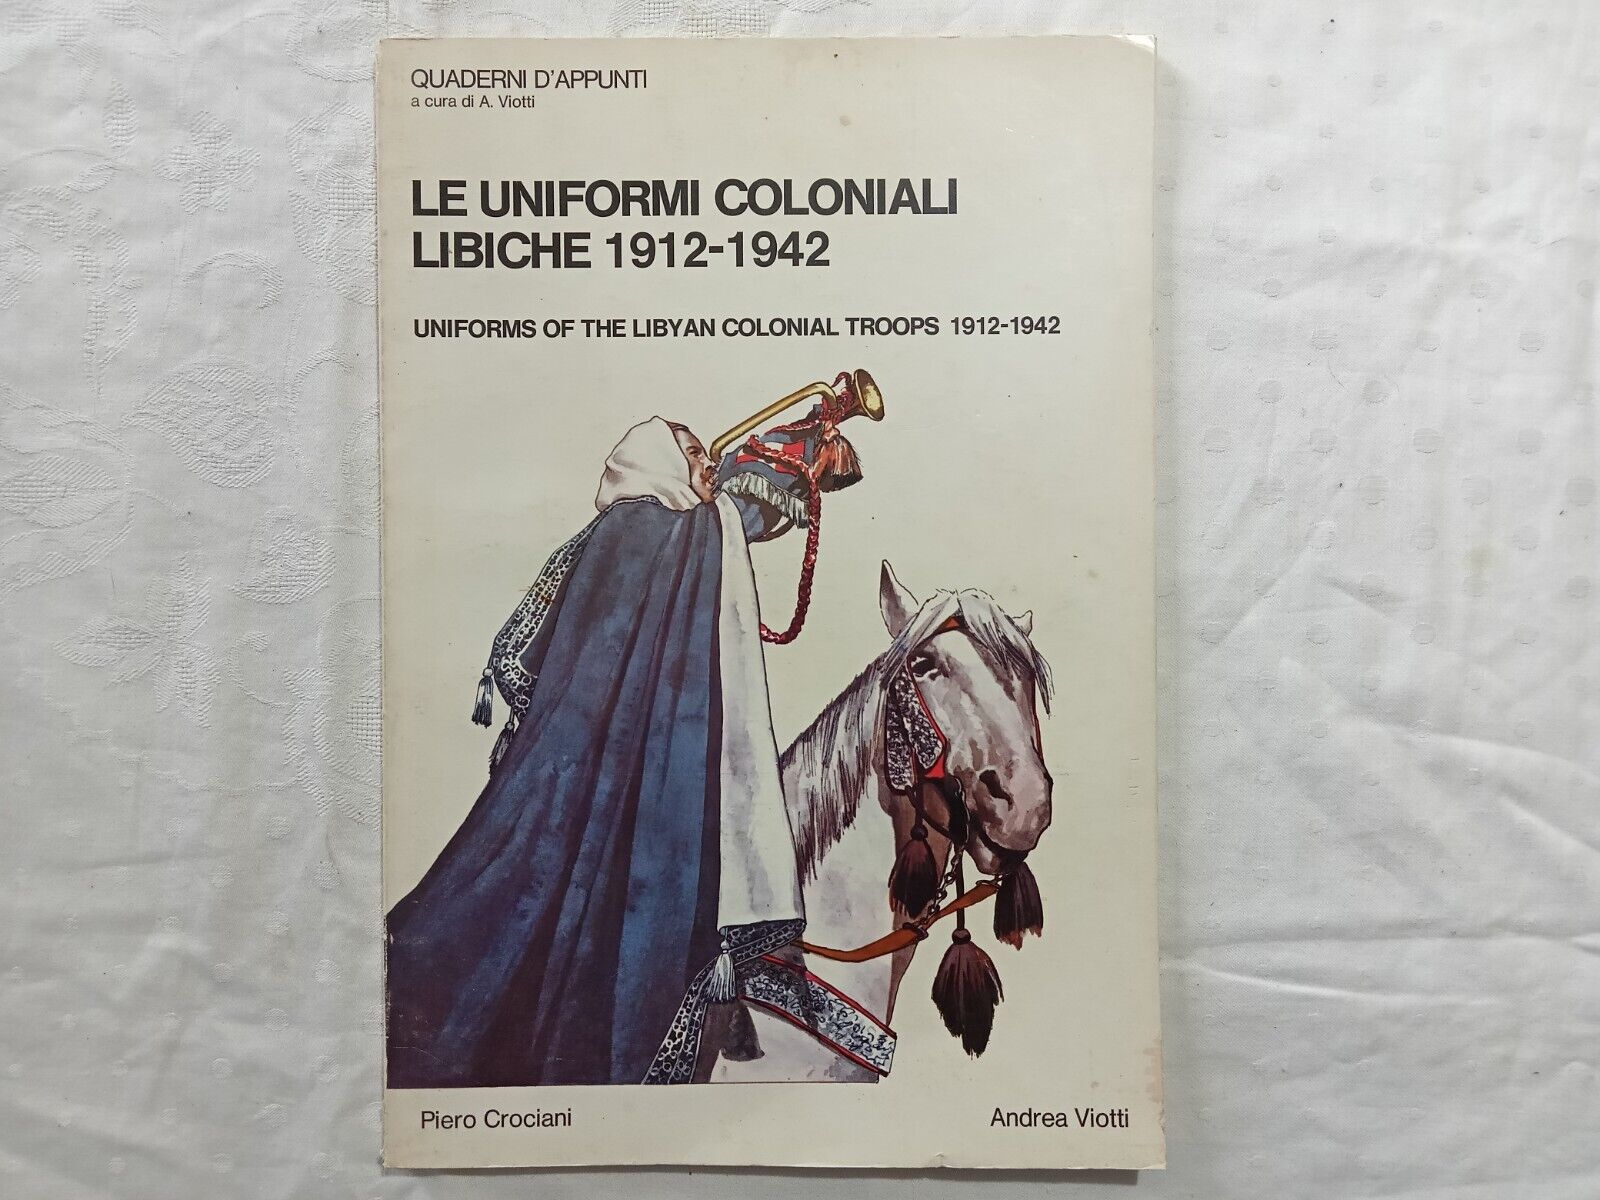 QUADERNI D'APPUNTI
a cura di A. Viotti
LE UNIFORMI COLONIALI
LIBICHE 1912-1942
UNIFORMS OF THE LIBYAN COLONIAL TROOPS 1912-1942
Piero Crociani
Andrea Viotti